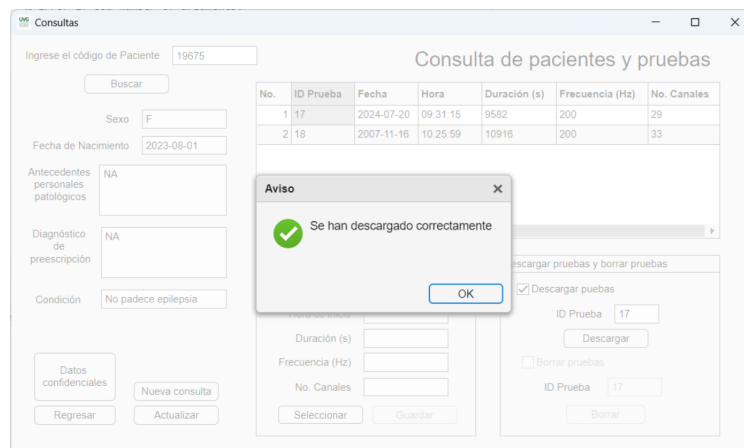 UVG Consultas
Ingrese el código de Paciente 19675
Consulta de pacientes y pruebas
Buscar
Sexo F
Fecha de Nacimiento 2023-08-01
Antecedentes
personales
patológicos
NA
Diagnóstico
de
preescripción
NA
Condición No padece epilepsia
Datos
confidenciales
Nueva consulta
Regresar Actualizar
No. ID Prueba Fecha Hora Duración (s) Frecuencia (Hz) No. Canales
1 17 2024-07-20 09:31:15 9582 200 29
2 18 2007-11-16 10:25:59 10916 200 33
Aviso
Se han descargado correctamente
OK
Duración (s)
Frecuencia (Hz)
No. Canales
Seleccionar Guardar
escargar pruebas y borrar pruebas
Descargar puebas
ID Prueba 17
Descargar
Borrar pruebas
ID Prueba 17
Borrar